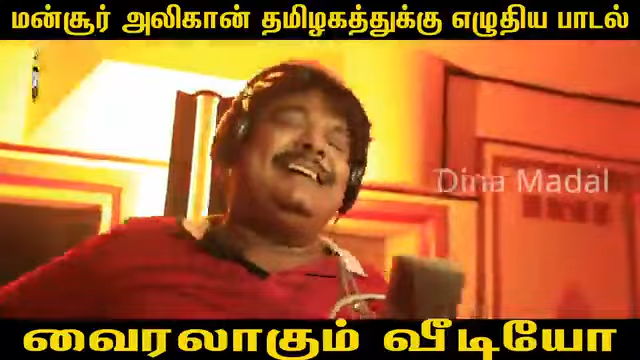 மன்சூர் அலிகான் தமிழகத்துக்கு எழுதிய பாடல்
Dina Madal
வைரலாகும் வீடியோ